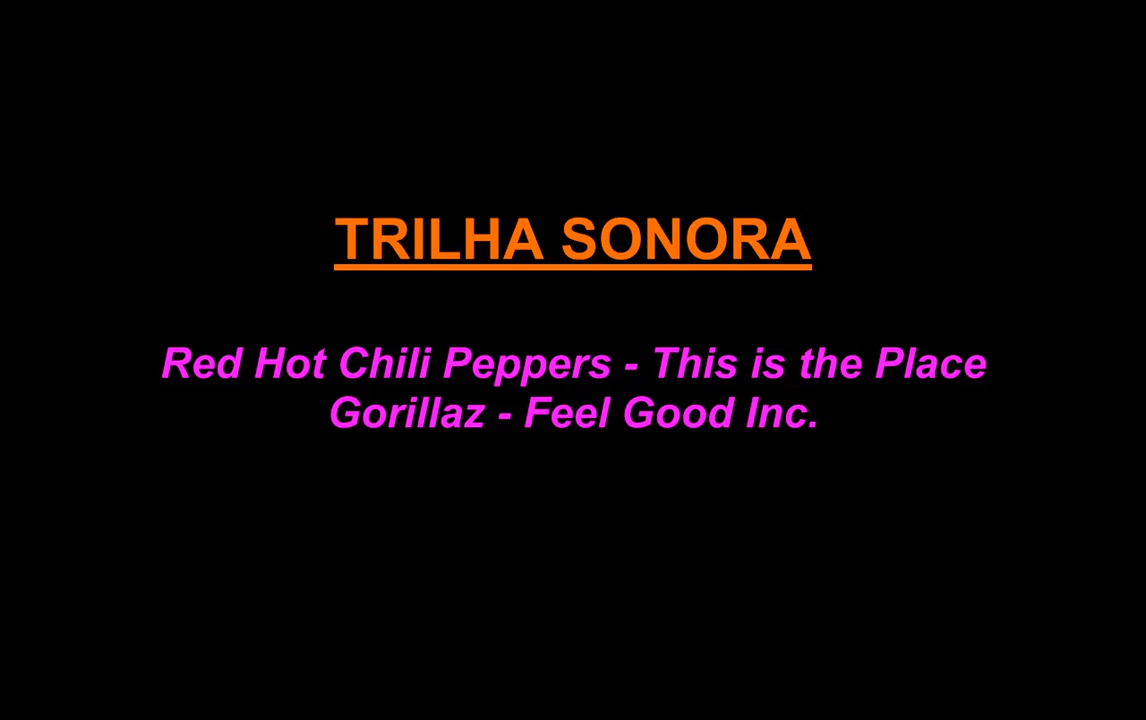 TRILHA SONORA
Red Hot Chili Peppers - This is the Place
Gorillaz - Feel Good Inc.